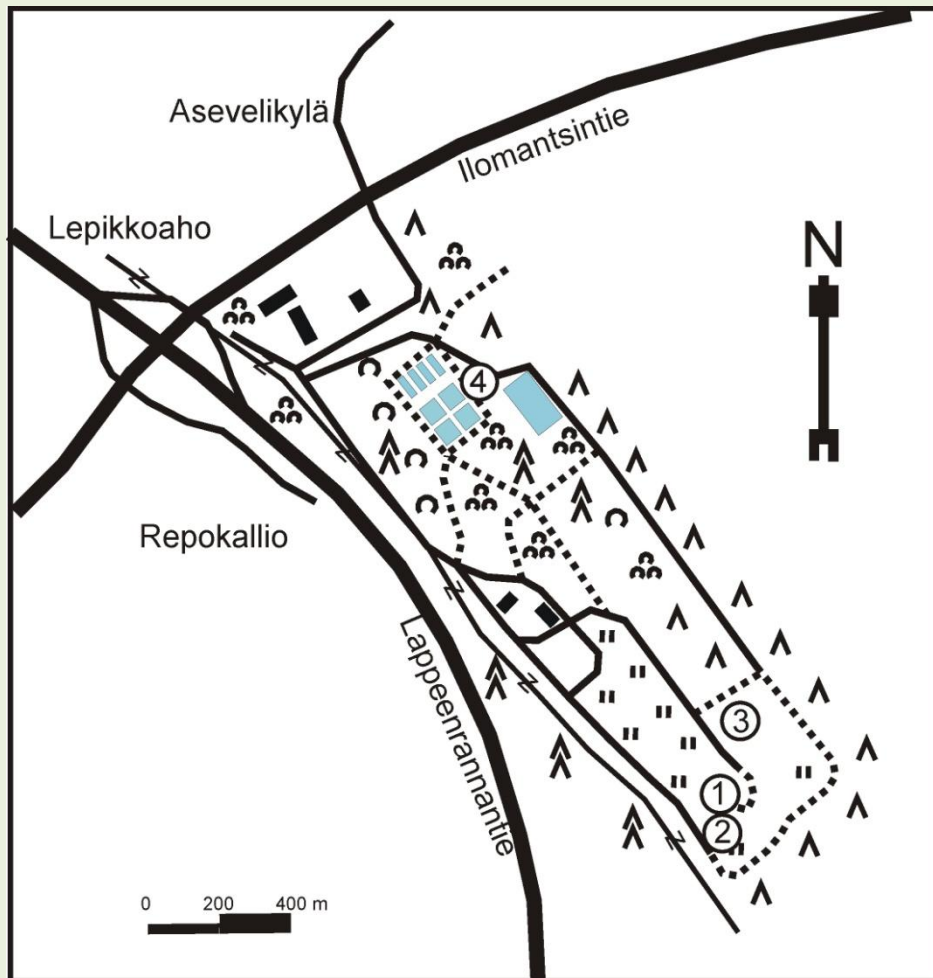 Asevelikylä
Ilomantsintie
Lepikkoaho
N
4
Repokallio
Lappeenrannantie
3
1
2
0 200 400 m